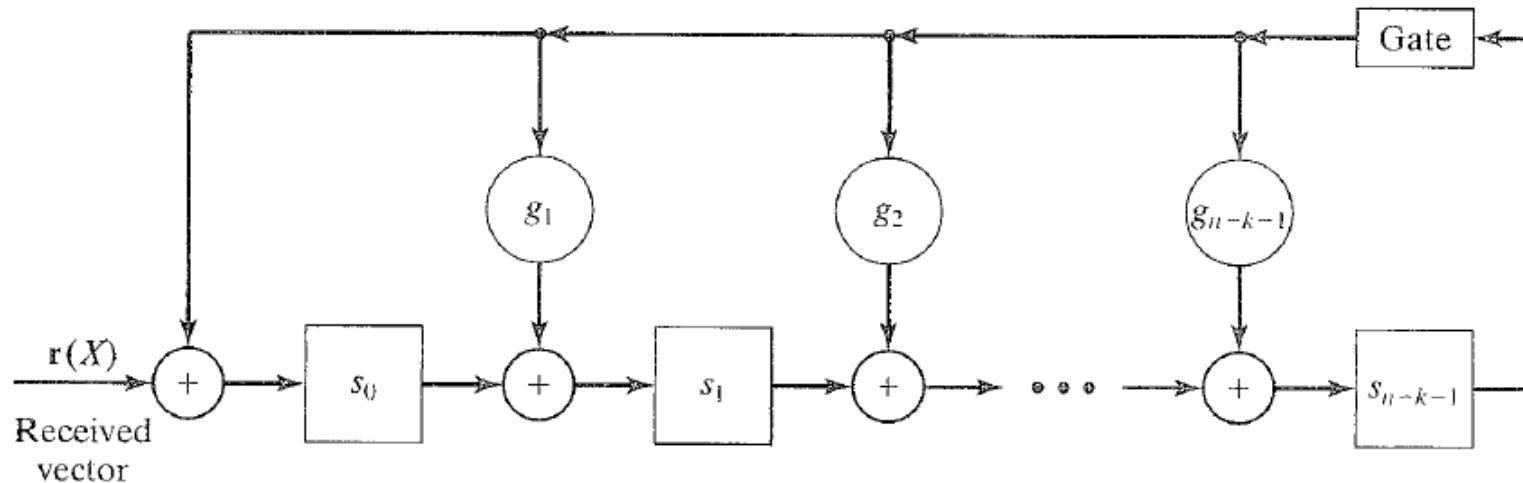 Gate
g₁
g₂
gₙ₋ₖ₋₁
r(X)
+
s₀
+
s₁
+
+
sₙ₋ₖ₋₁
Received
vector